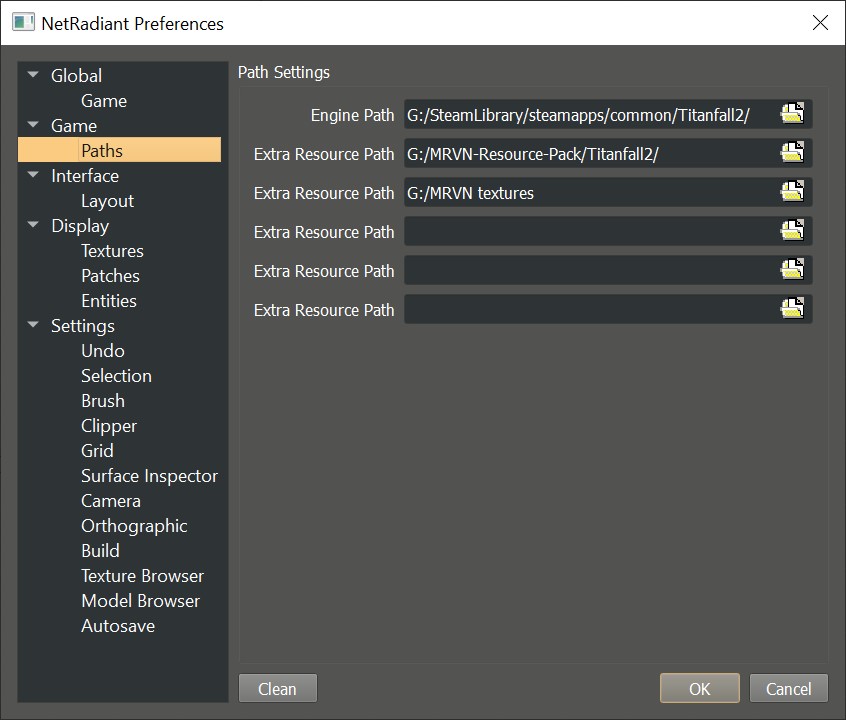 NetRadiant Preferences
Global
Game
Game
Paths
Interface
Layout
Display
Textures
Patches
Entities
Settings
Undo
Selection
Brush
Clipper
Grid
Surface Inspector
Camera
Orthographic
Build
Texture Browser
Model Browser
Autosave
Path Settings
Engine Path G:/SteamLibrary/steamapps/common/Titanfall2/
Extra Resource Path G:/MRVN-Resource-Pack/Titanfall2/
Extra Resource Path G:/MRVN textures
Extra Resource Path
Extra Resource Path
Extra Resource Path
Clean OK Cancel